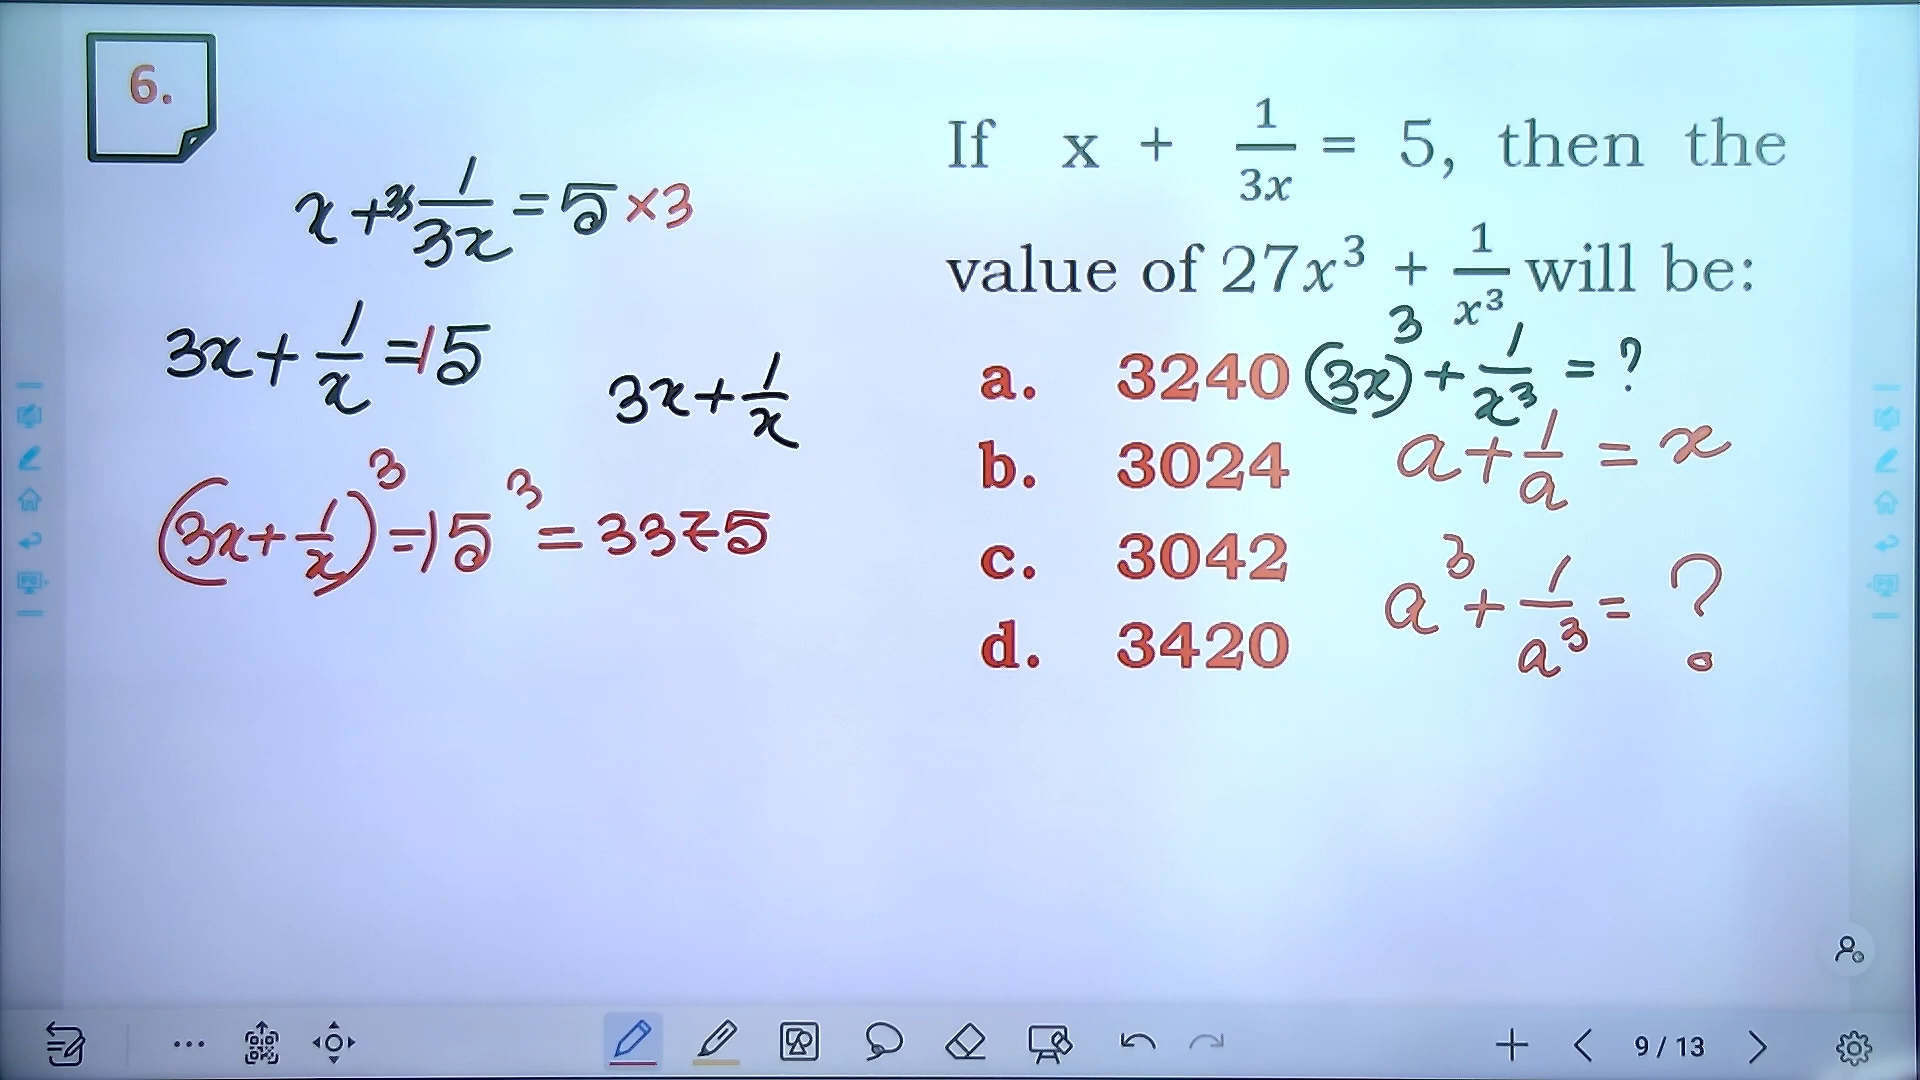 6.
If x + 1/3x = 5, then the
value of 27x³ + 1/x³ will be:
a. 3240
b. 3024
c. 3042
d. 3420
x + 3× 1/3x = 5 ×3
3x + 1/x = 15
3x + 1/x
(3x + 1/x)³ = 15³ = 3375
(3x)³ + 1/x³ = ?
a + 1/a = x
a³ + 1/a³ = ?
9 / 13